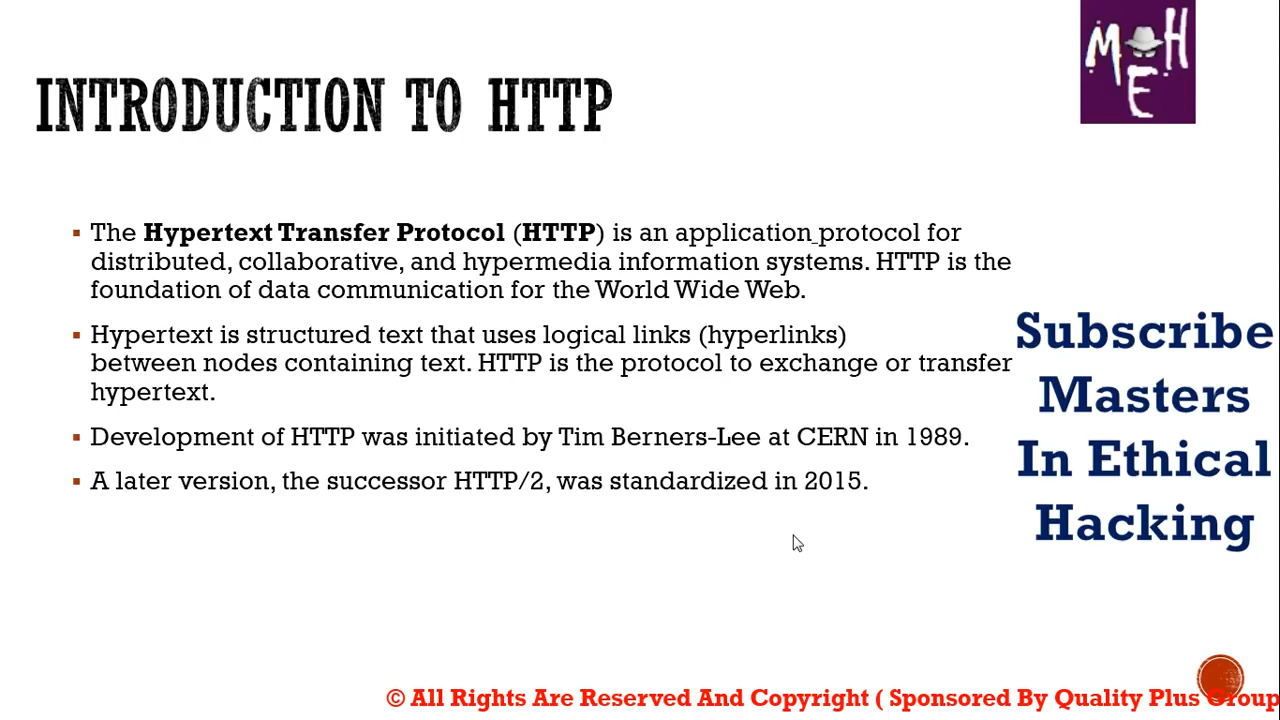 M H
E
INTRODUCTION TO HTTP
▪ The Hypertext Transfer Protocol (HTTP) is an application protocol for
distributed, collaborative, and hypermedia information systems. HTTP is the
foundation of data communication for the World Wide Web.
▪ Hypertext is structured text that uses logical links (hyperlinks)
between nodes containing text. HTTP is the protocol to exchange or transfer
hypertext.
▪ Development of HTTP was initiated by Tim Berners-Lee at CERN in 1989.
▪ A later version, the successor HTTP/2, was standardized in 2015.
Subscribe
Masters
In Ethical
Hacking
© All Rights Are Reserved And Copyright ( Sponsored By Quality Plus Group